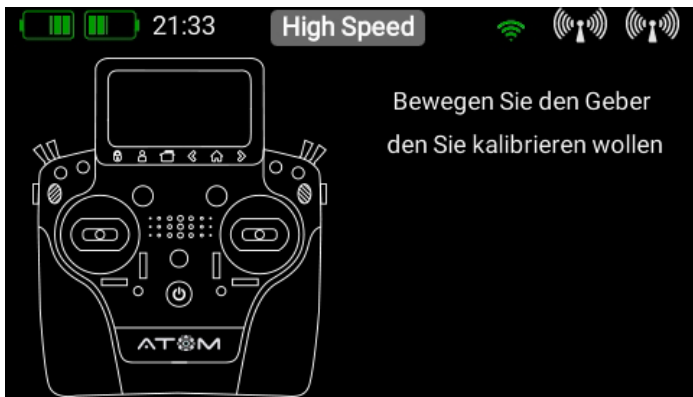 21:33
High Speed
Bewegen Sie den Geber
den Sie kalibrieren wollen
ATOM